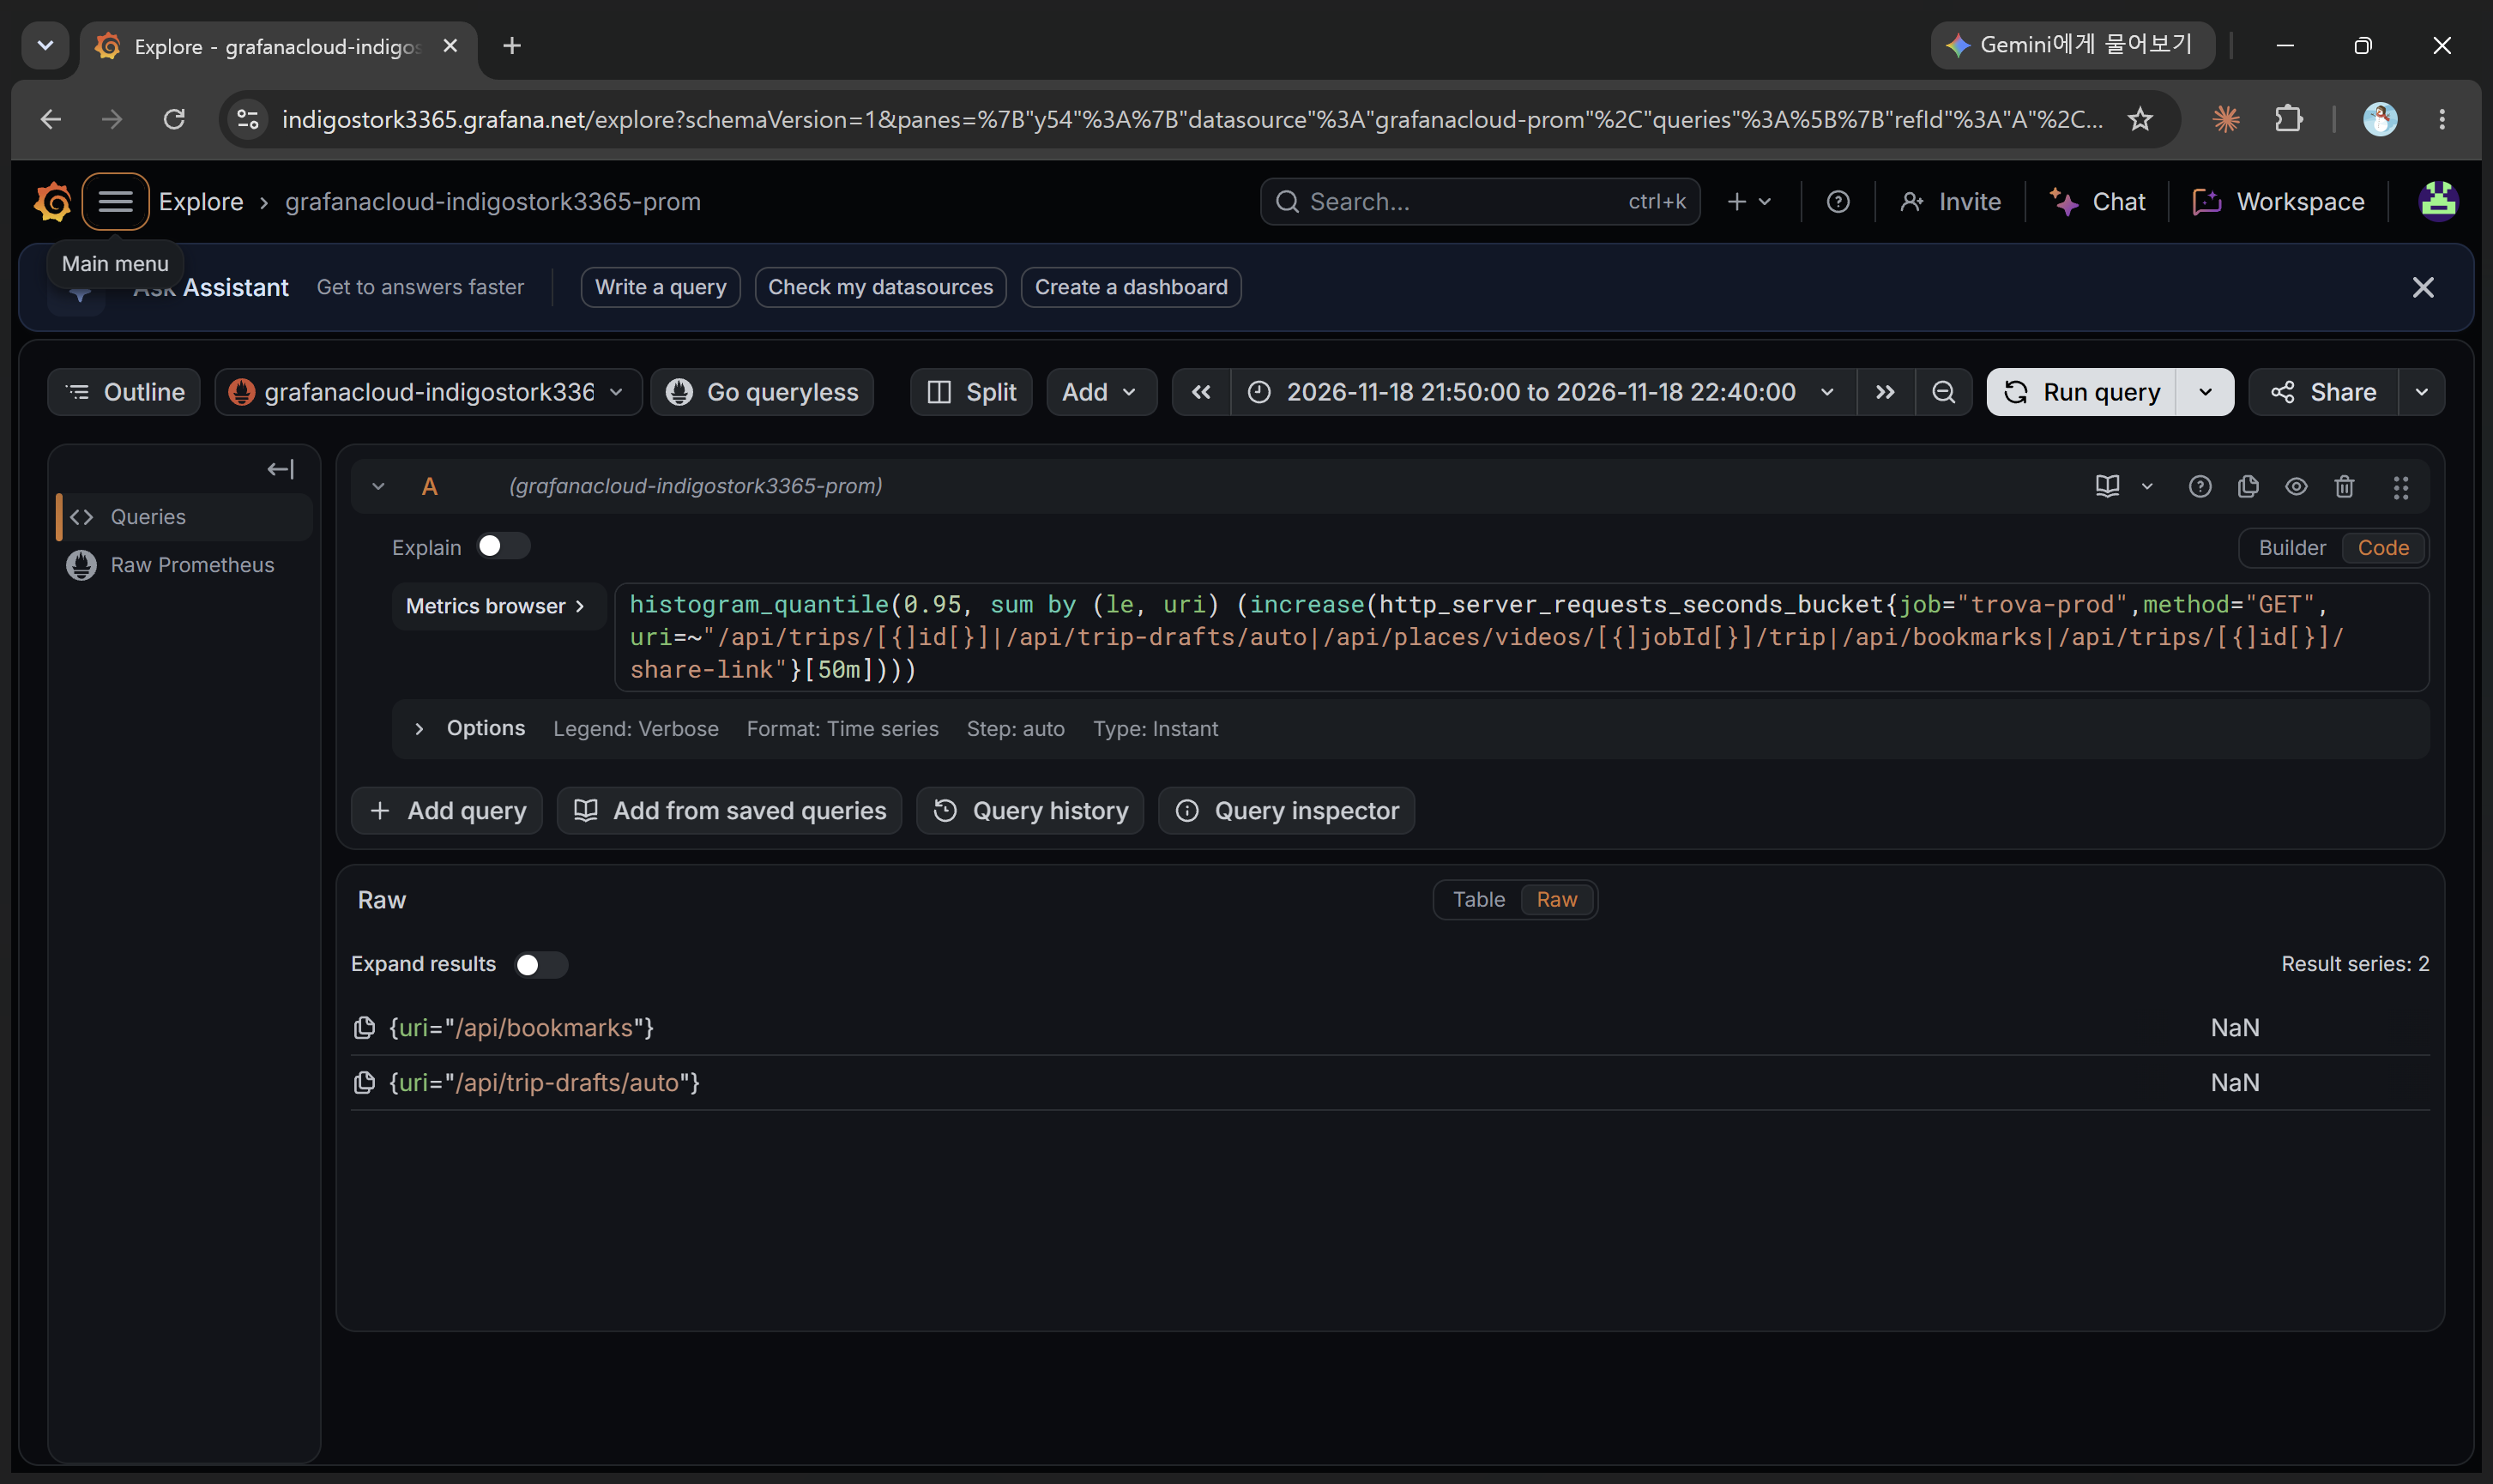 Explore - grafanacloud-indigos
Gemini에게 물어보기
indigostork3365.grafana.net/explore?schemaVersion=1&panes=%7B"y54"%3A%7B"datasource"%3A"grafanacloud-prom"%2C"queries"%3A%5B%7B"refId"%3A"A"%2C...
Explore › grafanacloud-indigostork3365-prom
Search... ctrl+k
Invite
Chat
Workspace
Main menu
Ask Assistant Get to answers faster
Write a query
Check my datasources
Create a dashboard
Outline
grafanacloud-indigostork336
Go queryless
Split
Add
2026-11-18 21:50:00 to 2026-11-18 22:40:00
Run query
Share
Queries
Raw Prometheus
A (grafanacloud-indigostork3365-prom)
Explain
Builder Code
Metrics browser >
histogram_quantile(0.95, sum by (le, uri) (increase(http_server_requests_seconds_bucket{job="trova-prod",method="GET",
uri=~"/api/trips/[{]id[}]|/api/trip-drafts/auto|/api/places/videos/[{]jobId[}]/trip|/api/bookmarks|/api/trips/[{]id[}]/
share-link"}[50m])))
Options Legend: Verbose Format: Time series Step: auto Type: Instant
+ Add query
Add from saved queries
Query history
Query inspector
Raw
Table Raw
Expand results
Result series: 2
{uri="/api/bookmarks"} NaN
{uri="/api/trip-drafts/auto"} NaN